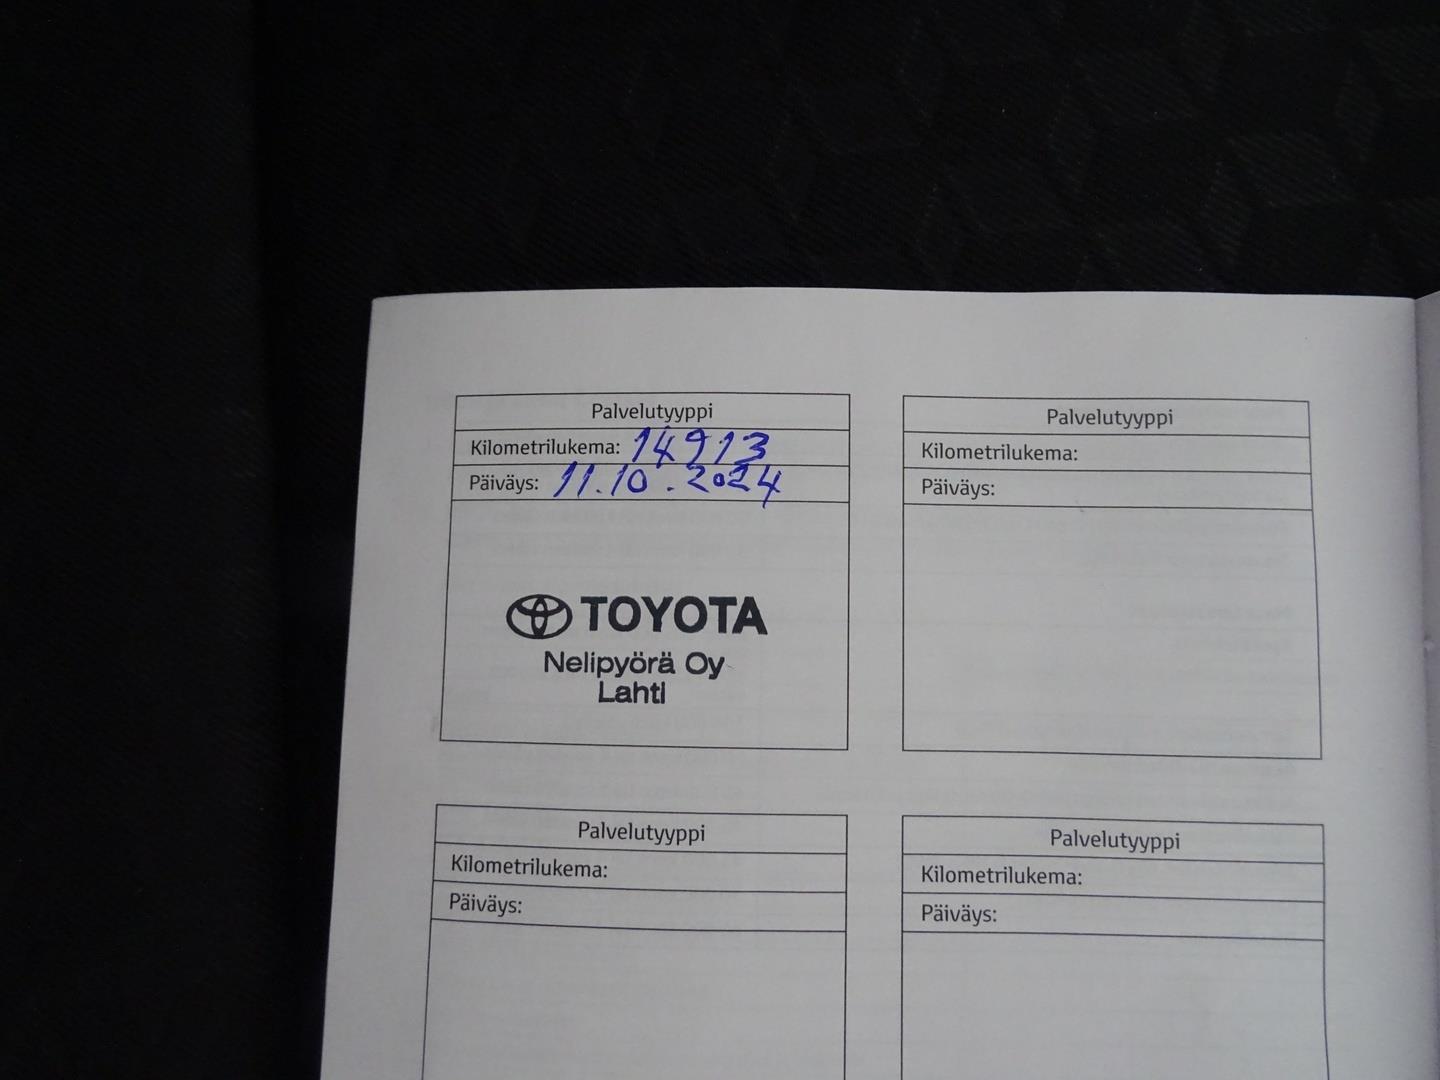 Palvelutyyppi
Kilometrilukema: 14913
Päiväys: 11.10.2024
TOYOTA
Nelipyörä Oy
Lahti
Palvelutyyppi
Kilometrilukema:
Päiväys:
Palvelutyyppi
Kilometrilukema:
Päiväys:
Palvelutyyppi
Kilometrilukema:
Päiväys: